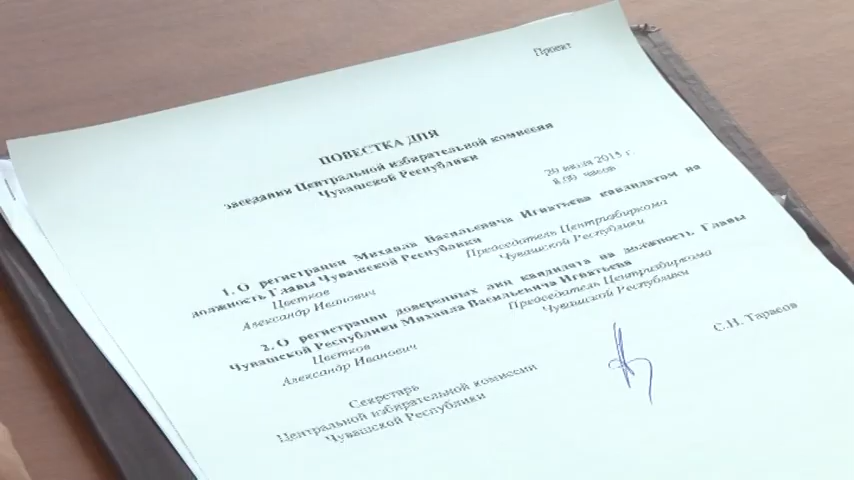 Проект
ПОВЕСТКА ДНЯ
заседания Центральной избирательной комиссии
Чувашской Республики
20 июля 2015 г.
8.00 часов
1. О регистрации Михаила Васильевича Игнатьева кандидатом на
должность Главы Чувашской Республики
Цветков
Александр Иванович
Председатель Центризбиркома
Чувашской Республики
2. О регистрации доверенных лиц кандидата на должность Главы
Чувашской Республики Михаила Васильевича Игнатьева
Цветков
Александр Иванович
Председатель Центризбиркома
Чувашской Республики
Секретарь
Центральной избирательной комиссии
Чувашской Республики
С.Н. Тарасов